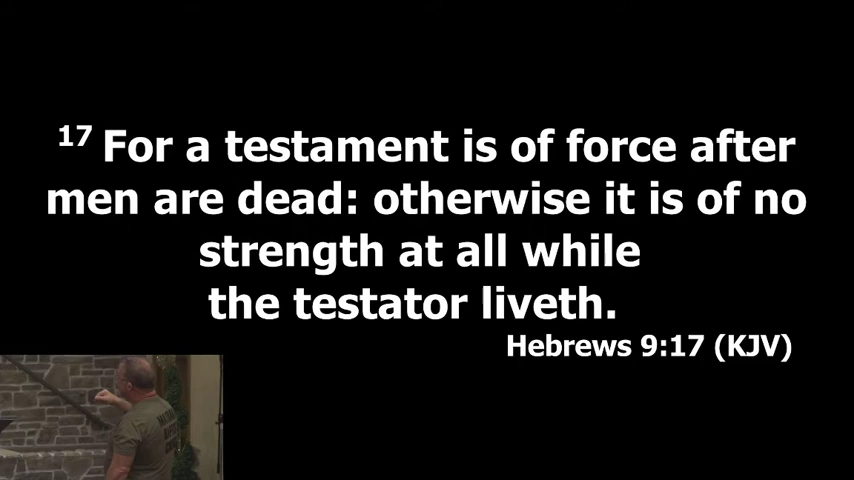 17 For a testament is of force after
men are dead: otherwise it is of no
strength at all while
the testator liveth.
Hebrews 9:17 (KJV)